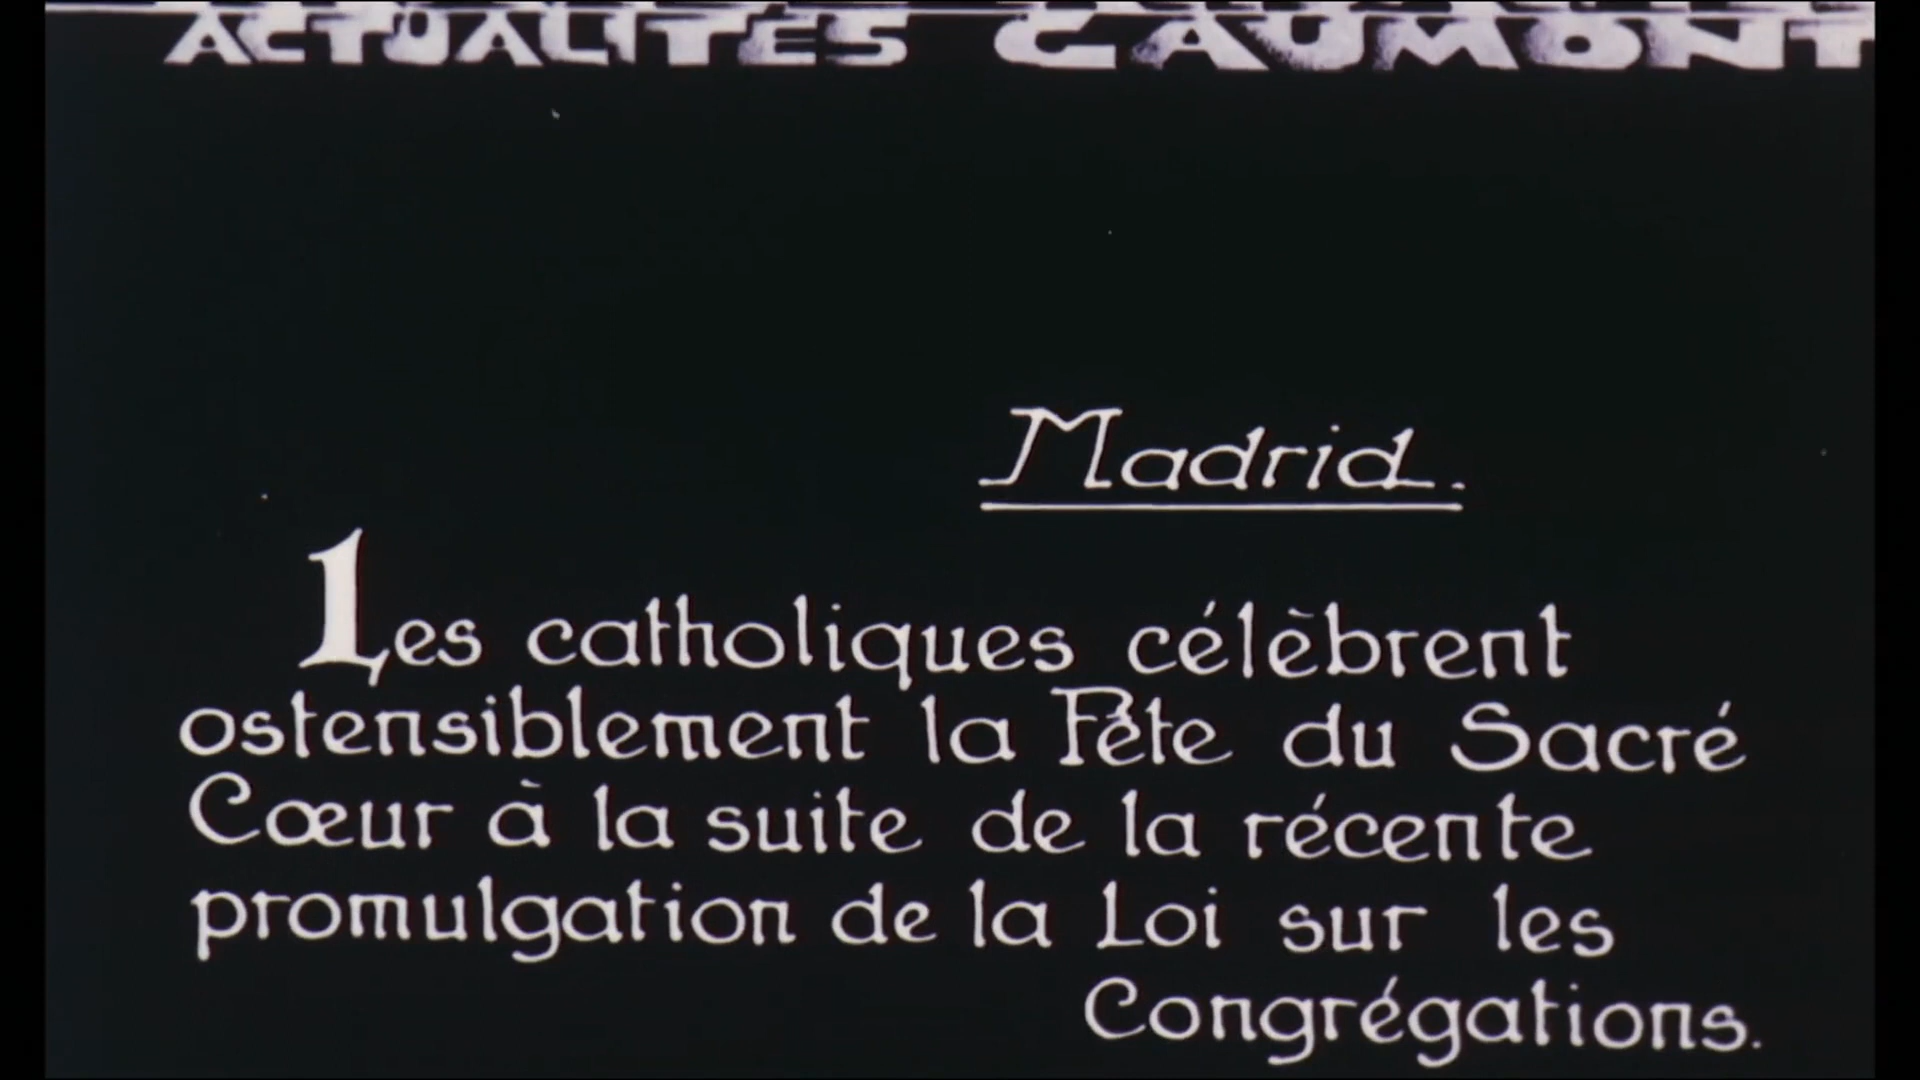 ACTUALITÉS GAUMONT
Madrid.
Les catholiques célèbrent
ostensiblement la Fête du Sacré
Cœur à la suite de la récente
promulgation de la Loi sur les
Congrégations.